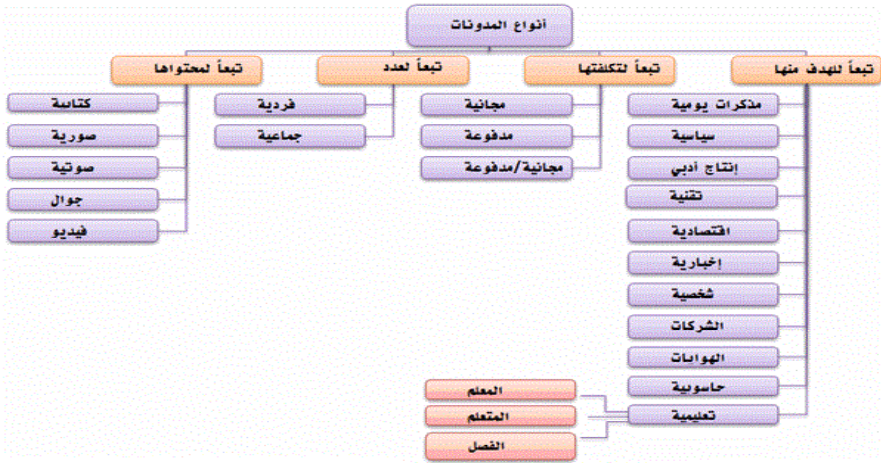 أنواع المدونات
تبعاً للهدف منها
مذكرات يومية
سياسية
إنتاج أدبي
تقنية
اقتصادية
إخبارية
شخصية
الشركات
الهوايات
حاسوبية
تعليمية
المعلم
المتعلم
الفصل
تبعاً لتكلفتها
مجانية
مدفوعة
مجانية/مدفوعة
تبعاً لعدد
فردية
جماعية
تبعاً لمحتواها
كتابية
صورية
صوتية
جوال
فيديو